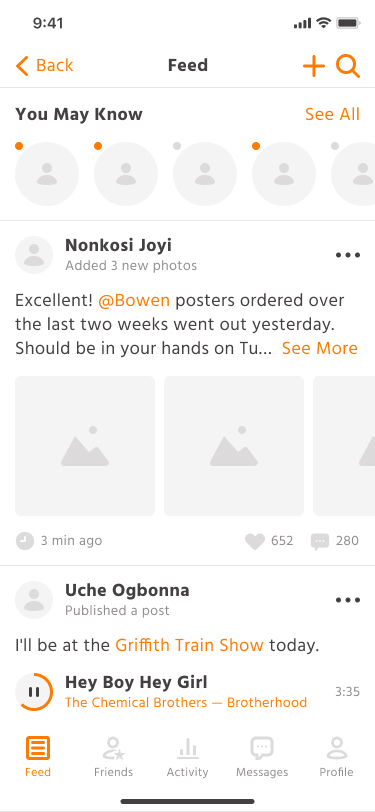 9:41
Back
Feed
You May Know
See All
Nonkosi Joyi
Added 3 new photos
Excellent! @Bowen posters ordered over
the last two weeks went out yesterday.
Should be in your hands on Tu... See More
3 min ago
652
280
Uche Ogbonna
Published a post
I'll be at the Griffith Train Show today.
Hey Boy Hey Girl
The Chemical Brothers — Brotherhood
3:35
Feed
Friends
Activity
Messages
Profile